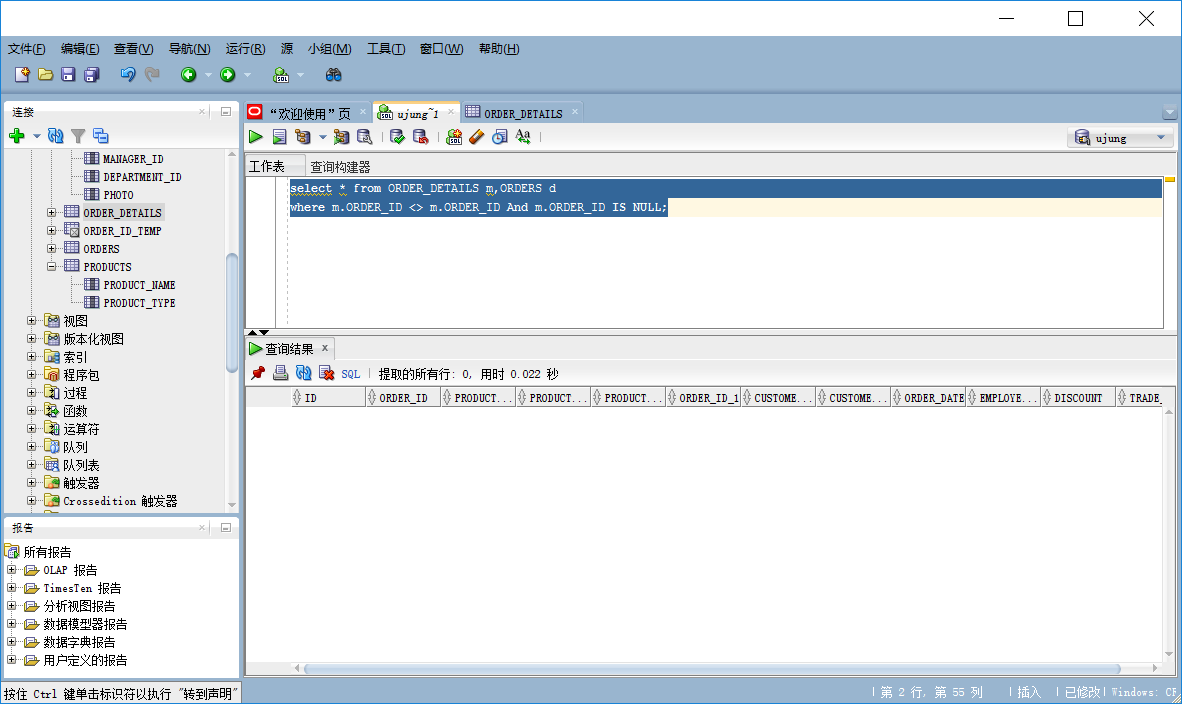 文件(F) 编辑(E) 查看(V) 导航(N) 运行(R) 源 小组(M) 工具(T) 窗口(W) 帮助(H)
连接
MANAGER_ID
DEPARTMENT_ID
PHOTO
ORDER_DETAILS
ORDER_ID_TEMP
ORDERS
PRODUCTS
PRODUCT_NAME
PRODUCT_TYPE
视图
版本化视图
索引
程序包
过程
函数
运算符
队列
队列表
触发器
Crossedition 触发器
报告
所有报告
OLAP 报告
TimesTen 报告
分析视图报告
数据模型器报告
数据字典报告
用户定义的报告
“欢迎使用”页 ujung~1 ORDER_DETAILS
SQL Aa ujung
工作表 查询构建器
select * from ORDER_DETAILS m,ORDERS d
where m.ORDER_ID <> m.ORDER_ID And m.ORDER_ID IS NULL;
查询结果 x
SQL | 提取的所有行: 0, 用时 0.022 秒
ID ORDER_ID PRODUCT... PRODUCT... PRODUCT... ORDER_ID_1 CUSTOME... CUSTOME... ORDER_DATE EMPLOYE... DISCOUNT TRADE_
按住 Ctrl 键单击标识符以执行 "转到声明" | 第 2 行, 第 55 列 | 插入 | 已修改| Windows: CF